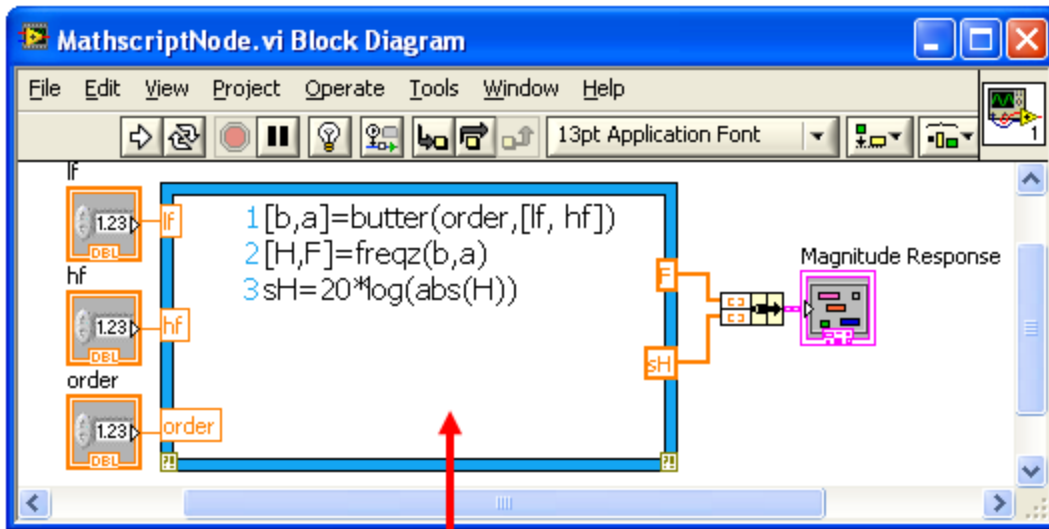 MathscriptNode.vi Block Diagram
File Edit View Project Operate Tools Window Help
13pt Application Font
1
lf
1.23
DBL
lf
hf
1.23
DBL
hf
order
1.23
DBL
order
1 [b,a]=butter(order,[lf, hf])
2 [H,F]=freqz(b,a)
3 sH=20*log(abs(H))
F
sH
Magnitude Response